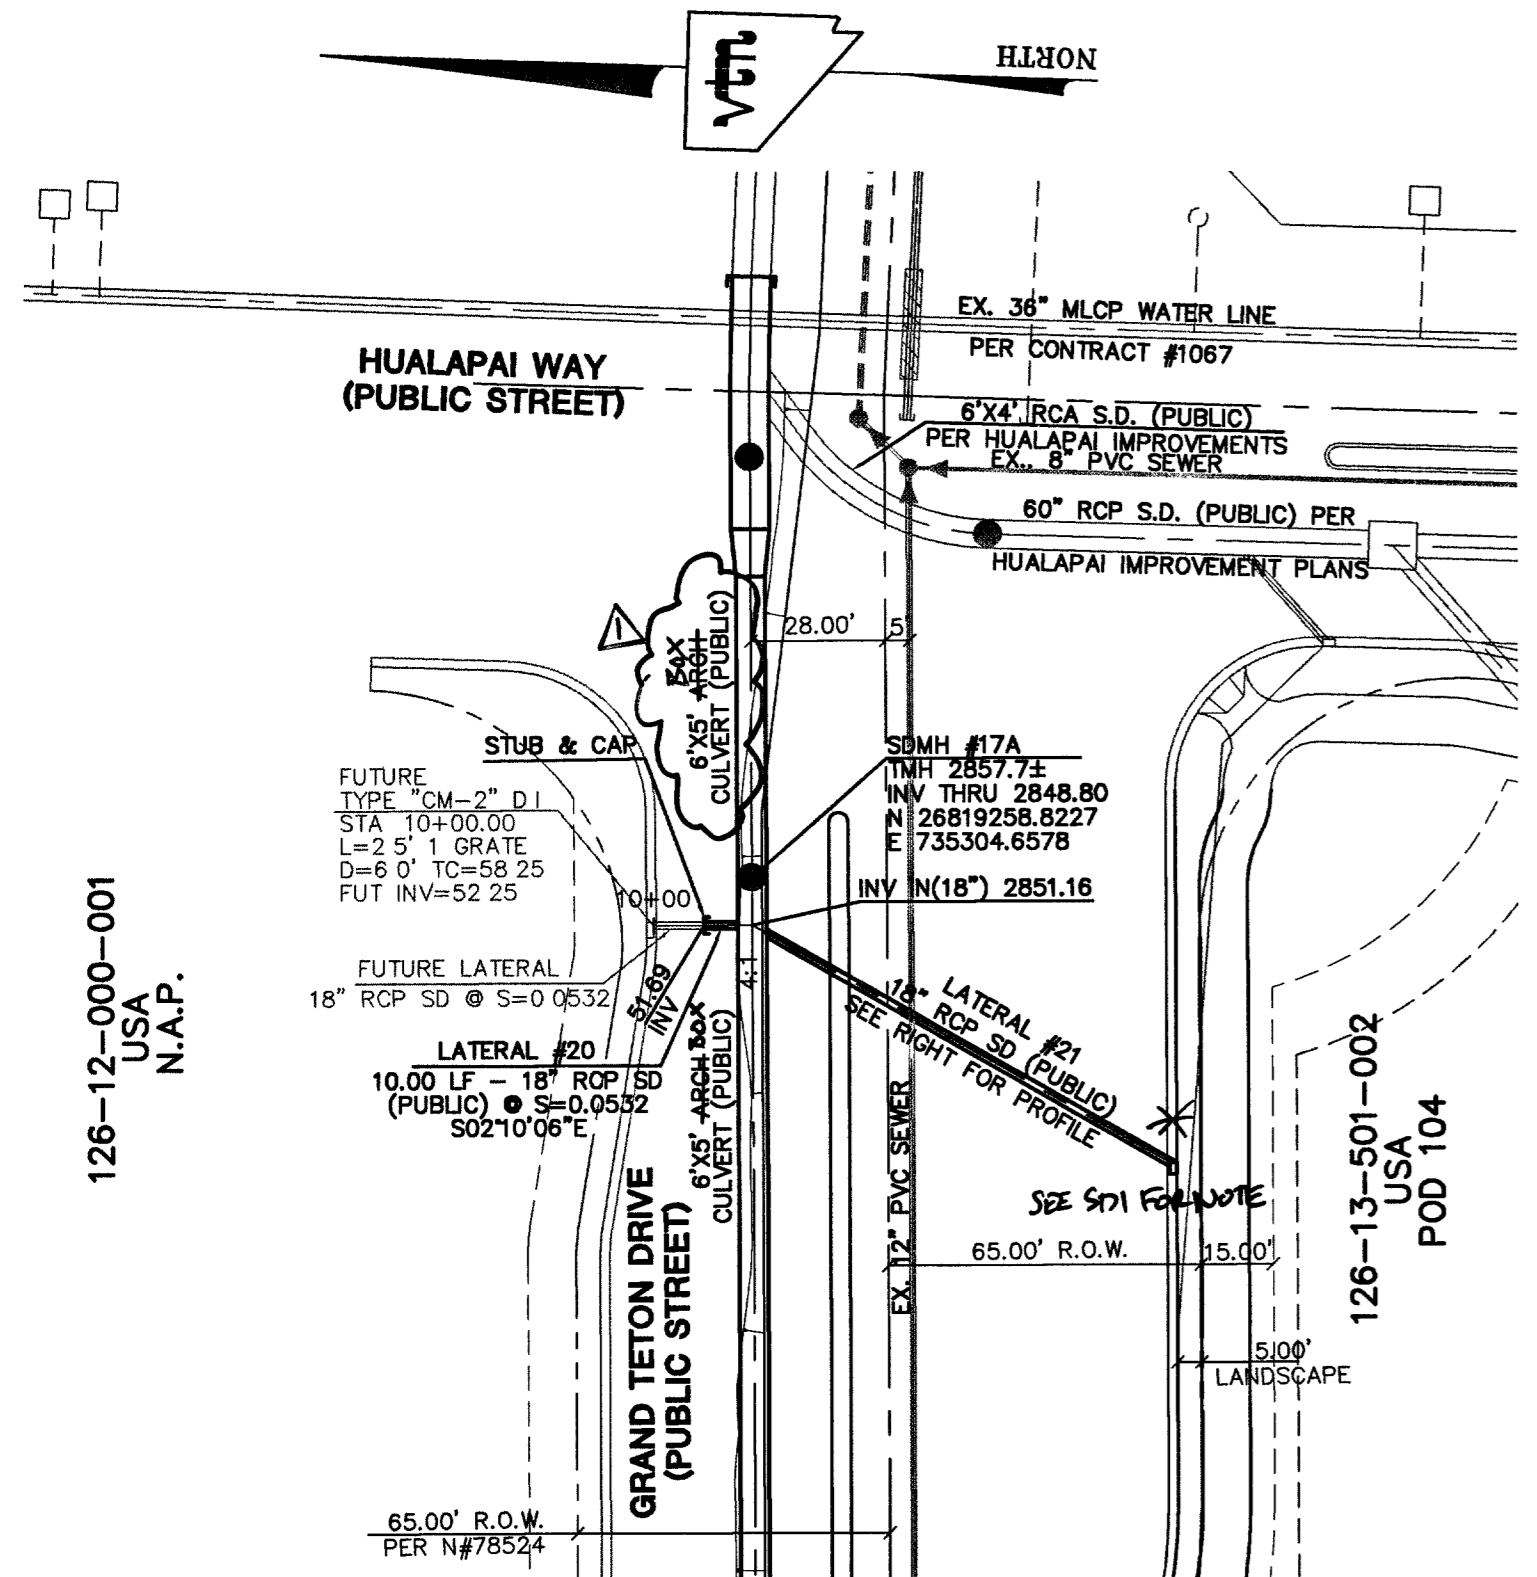 vtn
NORTH
EX. 36" MLCP WATER LINE
PER CONTRACT #1067
HUALAPAI WAY
(PUBLIC STREET)
6'X4' RCA S.D. (PUBLIC)
PER HUALAPAI IMPROVEMENTS
EX.. 8" PVC SEWER
60" RCP S.D. (PUBLIC) PER
HUALAPAI IMPROVEMENT PLANS
1
BOX
6'X5' ARCH
CULVERT (PUBLIC)
28.00'
5'
STUB & CAP
SDMH #17A
TMH 2857.7±
INV THRU 2848.80
N 26819258.8227
E 735304.6578
FUTURE
TYPE "CM-2" D I
STA 10+00.00
L=2 5' 1 GRATE
D=6 0' TC=58 25
FUT INV=52 25
INV N(18") 2851.16
10+00
FUTURE LATERAL
18" RCP SD @ S=0 0532
51.69
INV
4:1
LATERAL #20
10.00 LF - 18" RCP SD
(PUBLIC) @ S=0.0532
S02°10'06"E
6'X5' ARCH BOX
CULVERT (PUBLIC)
LATERAL #21
18" RCP SD (PUBLIC)
SEE RIGHT FOR PROFILE
126-12-000-001
USA
N.A.P.
126-13-501-002
USA
POD 104
SEE SD1 FOR NOTE
EX. 12" PVC SEWER
65.00' R.O.W.
15.00'
GRAND TETON DRIVE
(PUBLIC STREET)
5.00'
LANDSCAPE
65.00' R.O.W.
PER N#78524